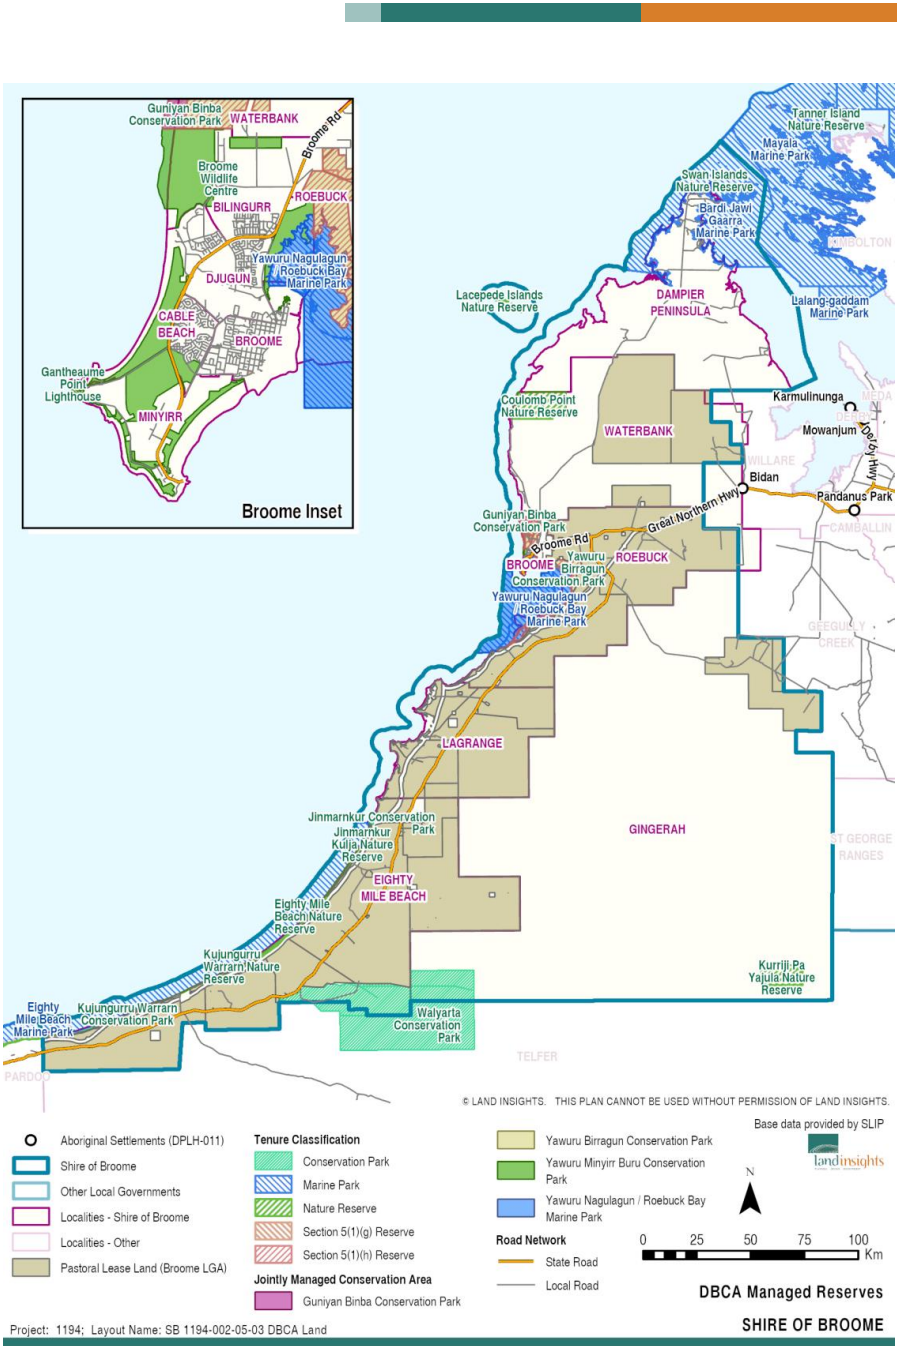 Guniyan Binba
Conservation Park
WATERBANK
Broome Rd
Broome
Wildlife
Centre
ROEBUCK
BILINGURR
Yawuru Nagulagun
/ Roebuck Bay
Marine Park
DJUGUN
CABLE
BEACH
BROOME
Gantheaume
Point
Lighthouse
MINYIRR
Broome Inset
Tanner Island
Nature Reserve
Mayala
Marine Park
Swan Islands
Nature Reserve
Bardi Jawi
Gaarra
Marine Park
KIMBOLTON
Lacepede Islands
Nature Reserve
DAMPIER
PENINSULA
Lalang-gaddam
Marine Park
Coulomb Point
Nature Reserve
Karmulinunga
MEDA
DERBY
Mowanjum
Derby Hwy
WATERBANK
WILLARE
Bidan
Pandanus Park
Great Northern Hwy
CAMBALLIN
Guniyan Binba
Conservation Park
Broome Rd
BROOME
Yawuru
Birragun
Conservation Park
ROEBUCK
Yawuru Nagulagun
/ Roebuck Bay
Marine Park
GEEGULLY
CREEK
LAGRANGE
Jinmarnkur Conservation
Park
Jinmarnkur
Kulja Nature
Reserve
GINGERAH
ST GEORGE
RANGES
EIGHTY
MILE BEACH
Eighty Mile
Beach Nature
Reserve
Kujungurru
Warrarn Nature
Reserve
Kurriji Pa
Yajula Nature
Reserve
Eighty
Mile Beach
Marine Park
Kujungurru Warrarn
Conservation Park
Walyarta
Conservation
Park
TELFER
PARDOO
© LAND INSIGHTS. THIS PLAN CANNOT BE USED WITHOUT PERMISSION OF LAND INSIGHTS.
Aboriginal Settlements (DPLH-011)
Shire of Broome
Other Local Governments
Localities - Shire of Broome
Localities - Other
Pastoral Lease Land (Broome LGA)
Tenure Classification
Conservation Park
Marine Park
Nature Reserve
Section 5(1)(g) Reserve
Section 5(1)(h) Reserve
Jointly Managed Conservation Area
Guniyan Binba Conservation Park
Yawuru Birragun Conservation Park
Yawuru Minyirr Buru Conservation
Park
Yawuru Nagulagun / Roebuck Bay
Marine Park
Road Network
State Road
Local Road
Base data provided by SLIP
landinsights
N
0 25 50 75 100
Km
DBCA Managed Reserves
SHIRE OF BROOME
Project: 1194; Layout Name: SB 1194-002-05-03 DBCA Land